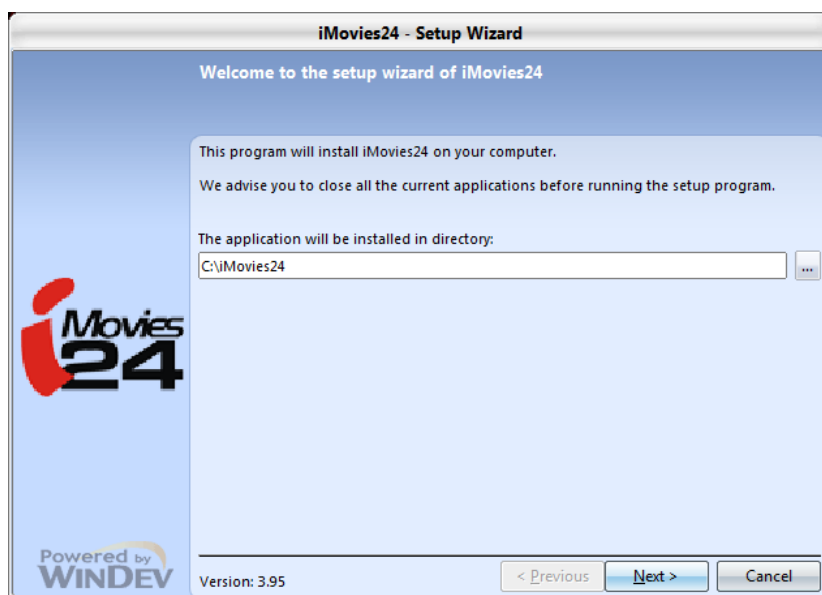 iMovies24 - Setup Wizard
Welcome to the setup wizard of iMovies24
This program will install iMovies24 on your computer.
We advise you to close all the current applications before running the setup program.
The application will be installed in directory:
C:\iMovies24
...
iMovies
24
Powered by
WINDEV
Version: 3.95
< Previous
Next >
Cancel